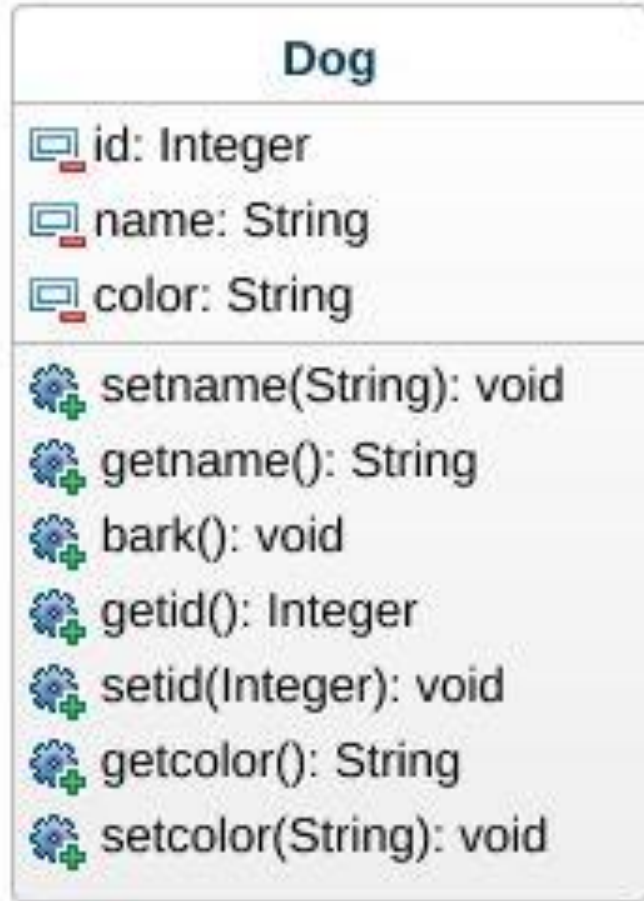 Dog
id: Integer
name: String
color: String
setname(String): void
getname(): String
bark(): void
getid(): Integer
setid(Integer): void
getcolor(): String
setcolor(String): void